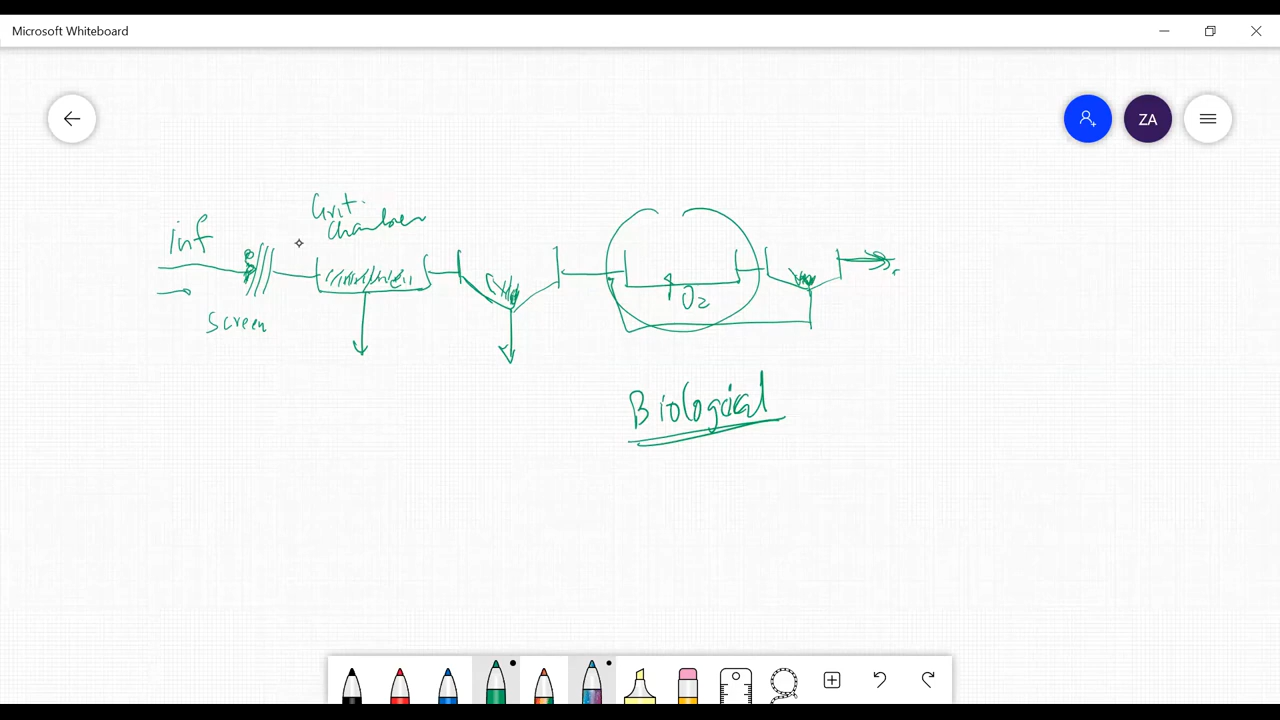 Microsoft Whiteboard
ZA
Grit
Chamber
inf
Screen
O₂
Biological